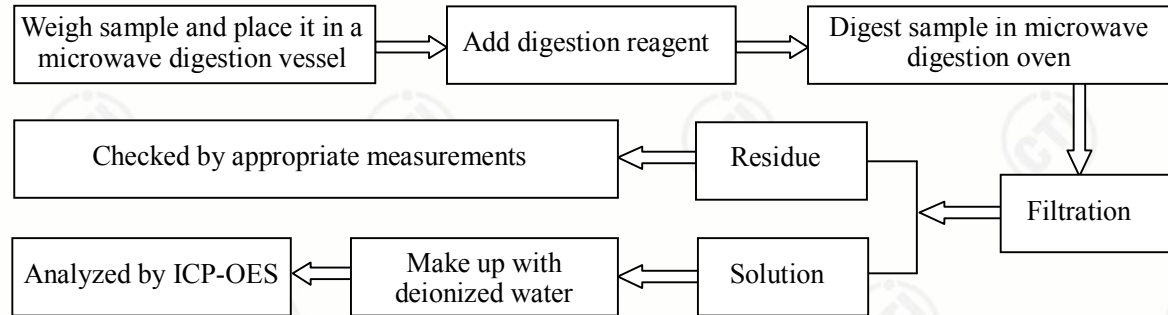 Weigh sample and place it in a
microwave digestion vessel
Add digestion reagent
Digest sample in microwave
digestion oven
Checked by appropriate measurements
Residue
Filtration
Analyzed by ICP-OES
Make up with
deionized water
Solution
CTI